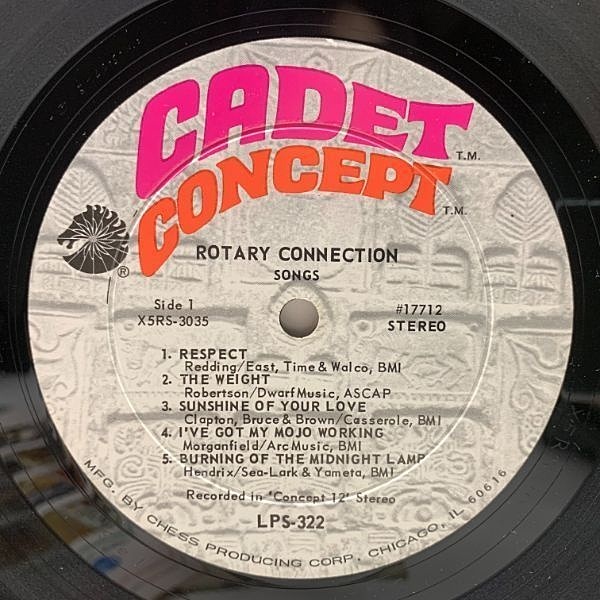 CADET T.M.
CONCEPT T.M.
®
ROTARY CONNECTION
SONGS
Side 1
X5RS-3035
#17712
STEREO
1. RESPECT
Redding/East, Time & Walco, BMI
2. THE WEIGHT
Robertson/Dwarf Music, ASCAP
3. SUNSHINE OF YOUR LOVE
Clapton, Bruce & Brown/Casserole, BMI
4. I'VE GOT MY MOJO WORKING
Morganfield/Arc Music, BMI
5. BURNING OF THE MIDNIGHT LAMP
Hendrix/Sea-Lark & Yameta, BMI
Recorded in "Concept 12" Stereo
LPS-322
MFG. BY CHESS PRODUCING CORP., CHICAGO, IL 60616